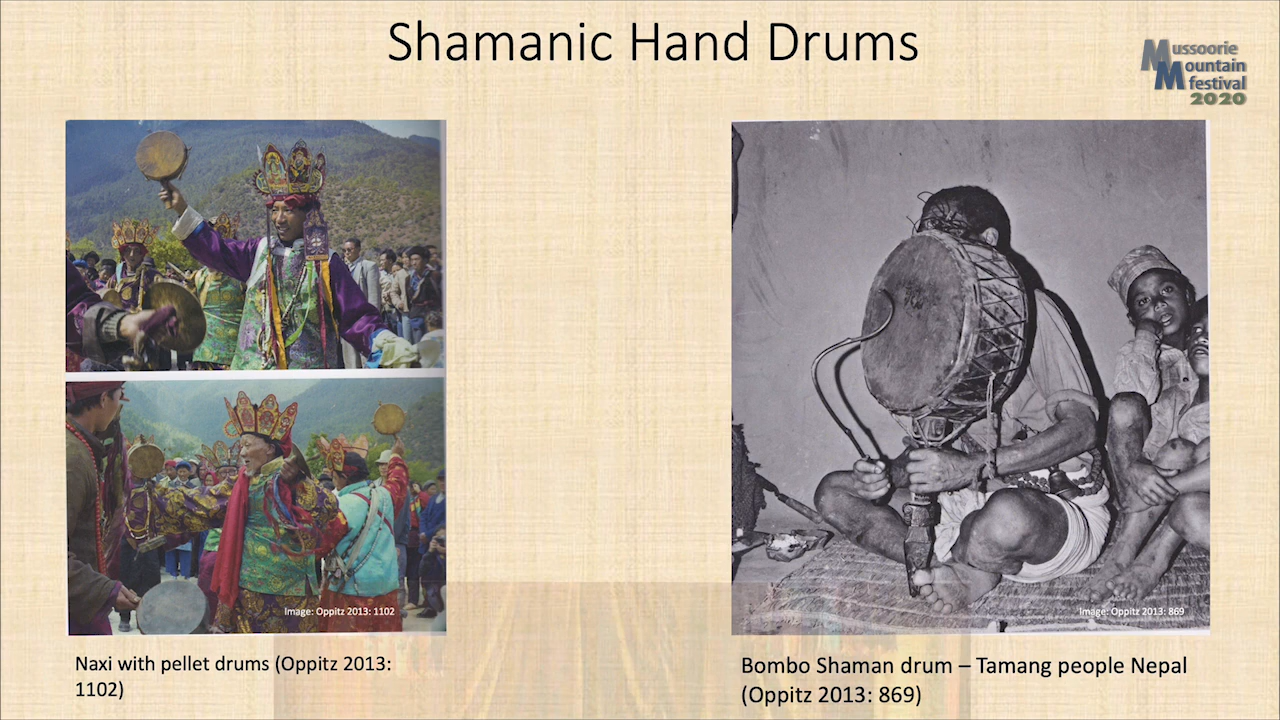 Shamanic Hand Drums
Mussoorie
Mountain
festival
2020
Image: Oppitz 2013: 1102
Image: Oppitz 2013: 869
Naxi with pellet drums (Oppitz 2013:
1102)
Bombo Shaman drum – Tamang people Nepal
(Oppitz 2013: 869)